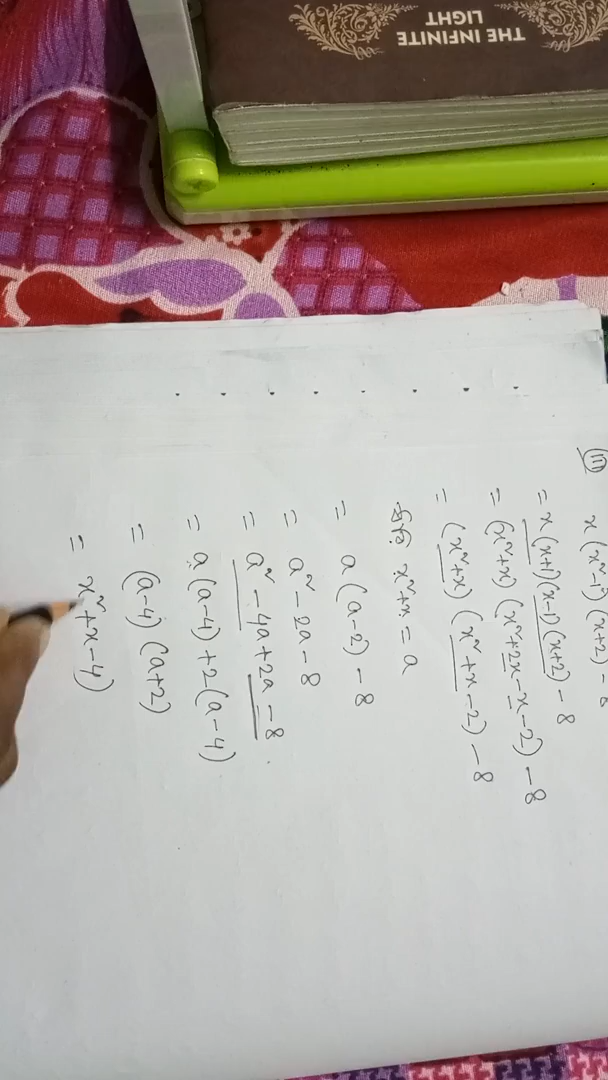 THE INFINITE
LIGHT
(iii) x(x²-1²)(x+2) - 8
= x(x+1)(x-1)(x+2) - 8
= (x²+x)(x²+2x-x-2) - 8
= (x²+x)(x²+x-2) - 8
ধরি x²+x = a
= a(a-2) - 8
= a² - 2a - 8
= a² - 4a + 2a - 8
= a(a-4) + 2(a-4)
= (a-4)(a+2)
= x²+x-4)